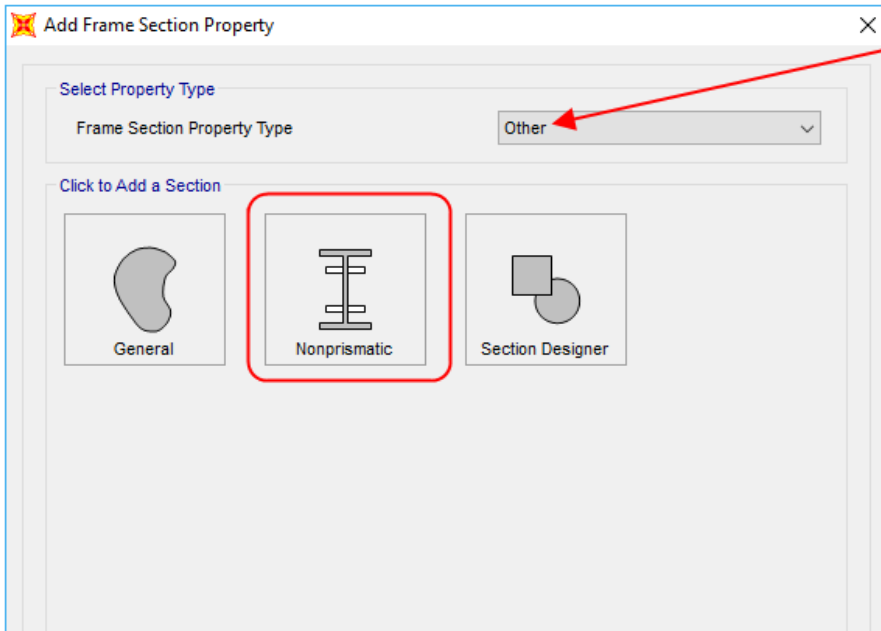 Add Frame Section Property
Select Property Type
Frame Section Property Type
Other
Click to Add a Section
General
Nonprismatic
Section Designer